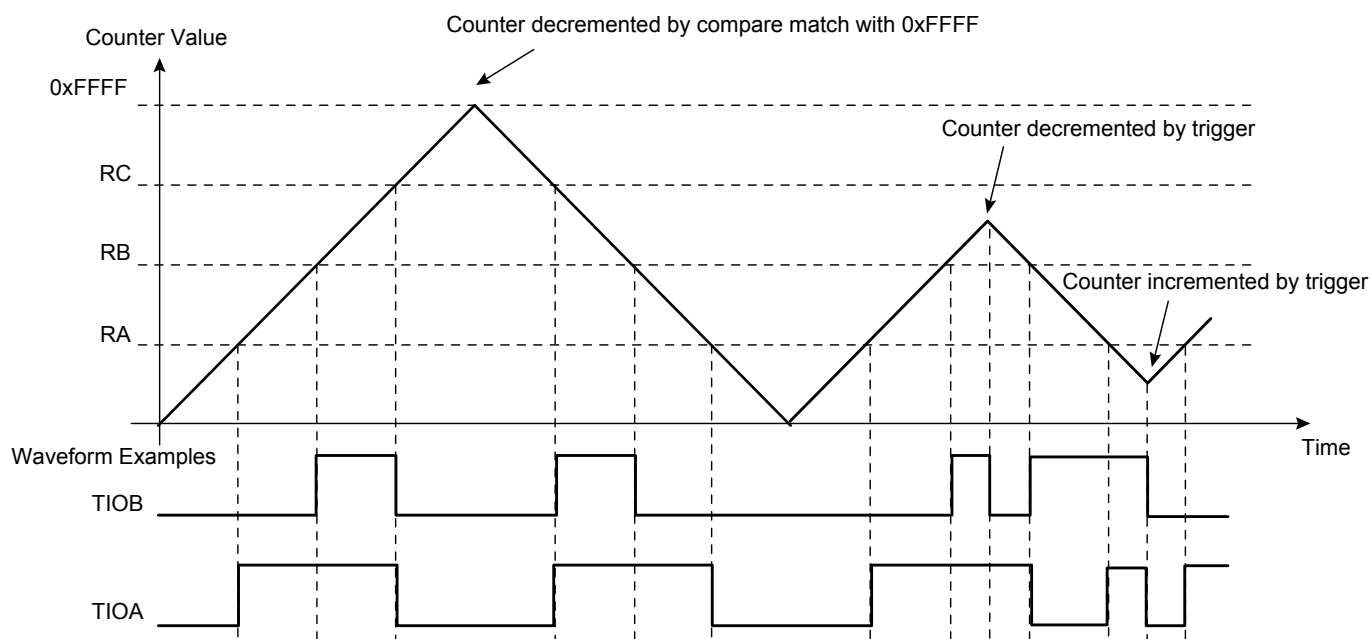 Counter decremented by compare match with 0xFFFF
Counter Value
0xFFFF
Counter decremented by trigger
RC
RB
Counter incremented by trigger
RA
Time
Waveform Examples
TIOB
TIOA